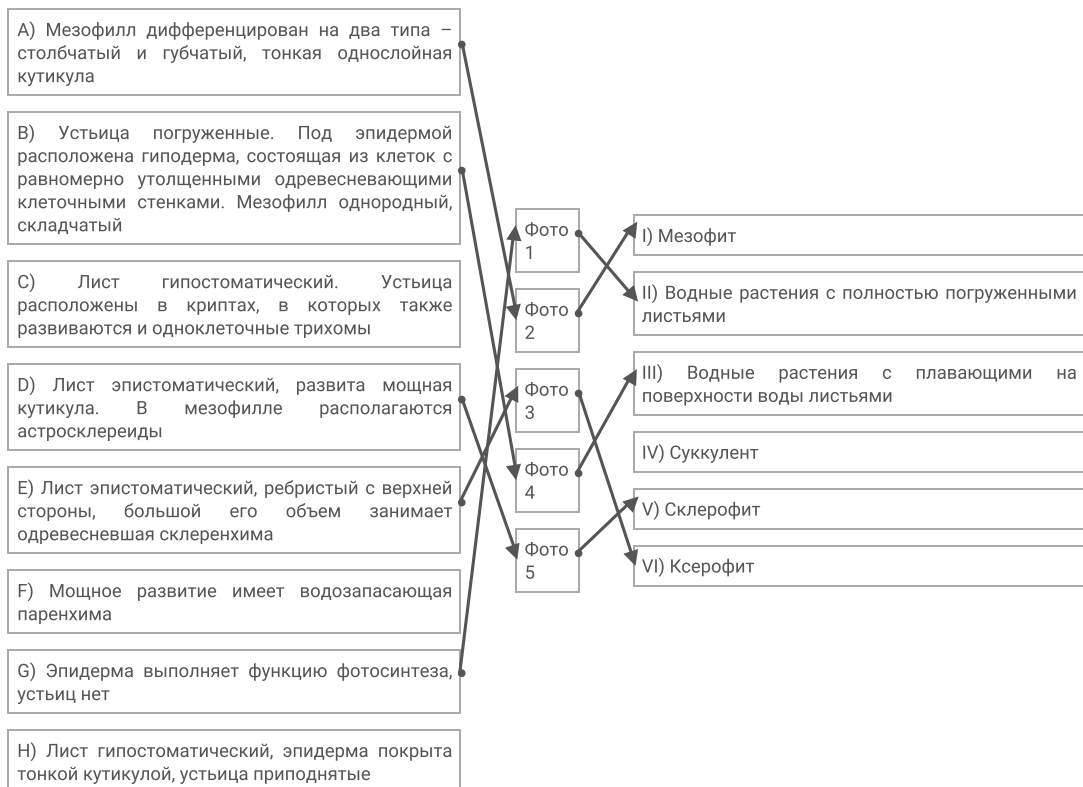 A) Мезофилл дифференцирован на два типа –
столбчатый и губчатый, тонкая однослойная
кутикула
B) Устьица погруженные. Под эпидермой
расположена гиподерма, состоящая из клеток с
равномерно утолщенными одревесневающими
клеточными стенками. Мезофилл однородный,
складчатый
C) Лист гипостоматический. Устьица
расположены в криптах, в которых также
развиваются и одноклеточные трихомы
D) Лист эпистоматический, развита мощная
кутикула. В мезофилле располагаются
астросклереиды
E) Лист эпистоматический, ребристый с верхней
стороны, большой его объем занимает
одревесневшая склеренхима
F) Мощное развитие имеет водозапасающая
паренхима
G) Эпидерма выполняет функцию фотосинтеза,
устьиц нет
H) Лист гипостоматический, эпидерма покрыта
тонкой кутикулой, устьица приподнятые
Фото
1
Фото
2
Фото
3
Фото
4
Фото
5
I) Мезофит
II) Водные растения с полностью погруженными
листьями
III) Водные растения с плавающими на
поверхности воды листьями
IV) Суккулент
V) Склерофит
VI) Ксерофит